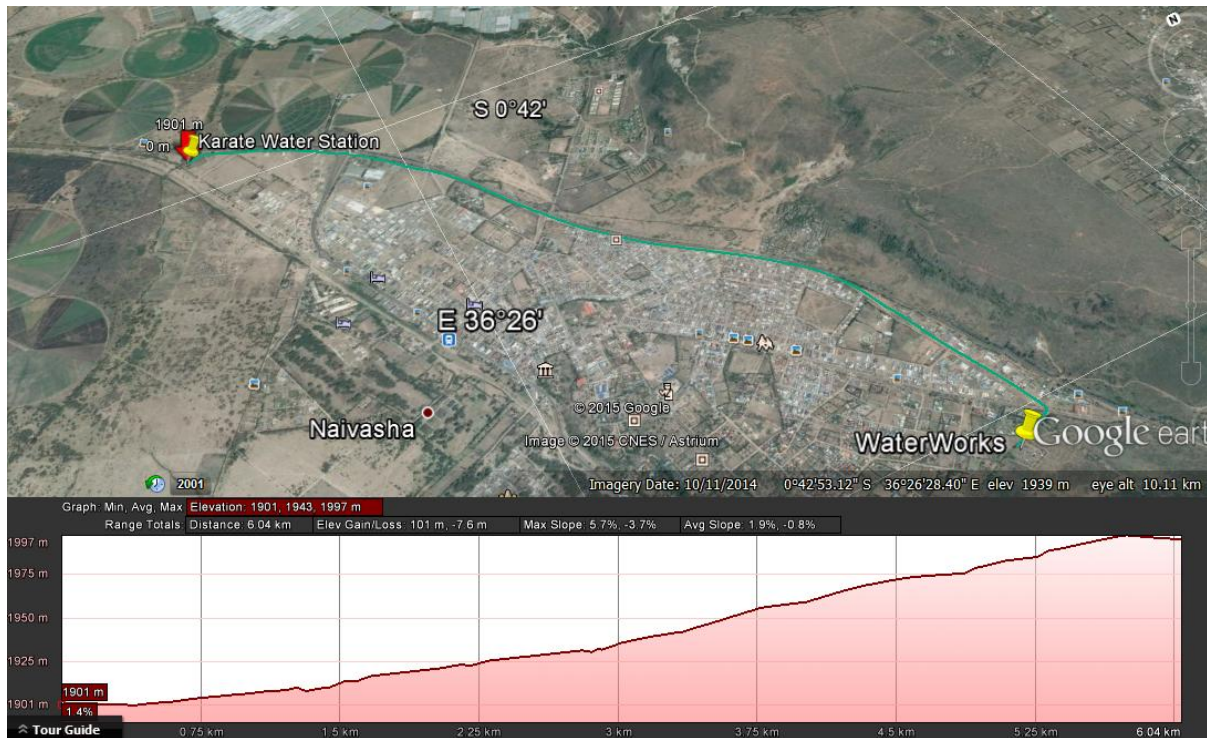 N
S 0°42'
1901 m
0 m
Karate Water Station
E 36°26'
© 2015 Google
Naivasha
Image © 2015 CNES / Astrium
WaterWorks
Google eart
2001
Imagery Date: 10/11/2014 0°42'53.12" S 36°26'28.40" E elev 1939 m eye alt 10.11 km
Graph: Min, Avg, Max Elevation: 1901, 1943, 1997 m
Range Totals: Distance: 6.04 km Elev Gain/Loss: 101 m, -7.6 m Max Slope: 5.7%, -3.7% Avg Slope: 1.9%, -0.8%
1997 m
1975 m
1950 m
1925 m
1901 m
1901 m
1.4%
Tour Guide
0.75 km 1.5 km 2.25 km 3 km 3.75 km 4.5 km 5.25 km 6.04 km